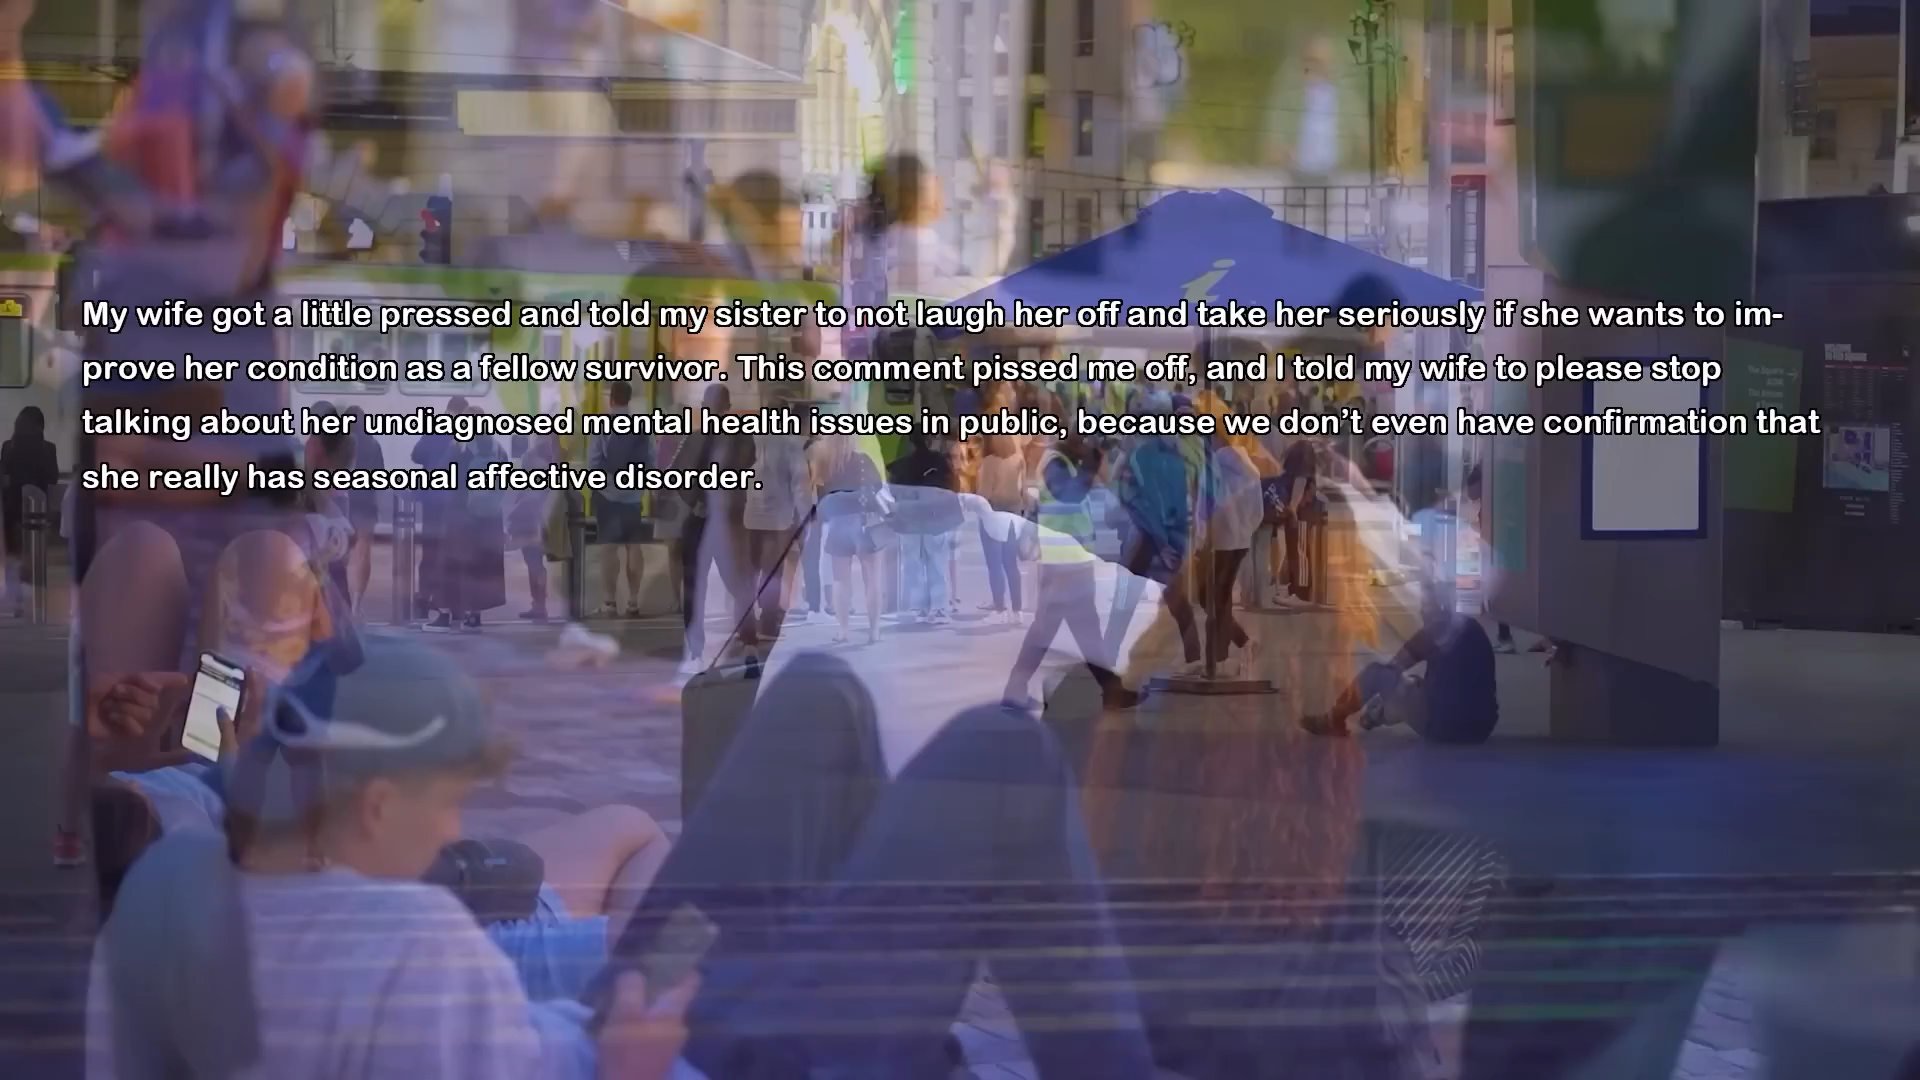 My wife got a little pressed and told my sister to not laugh her off and take her seriously if she wants to im-
prove her condition as a fellow survivor. This comment pissed me off, and I told my wife to please stop
talking about her undiagnosed mental health issues in public, because we don’t even have confirmation that
she really has seasonal affective disorder.
i